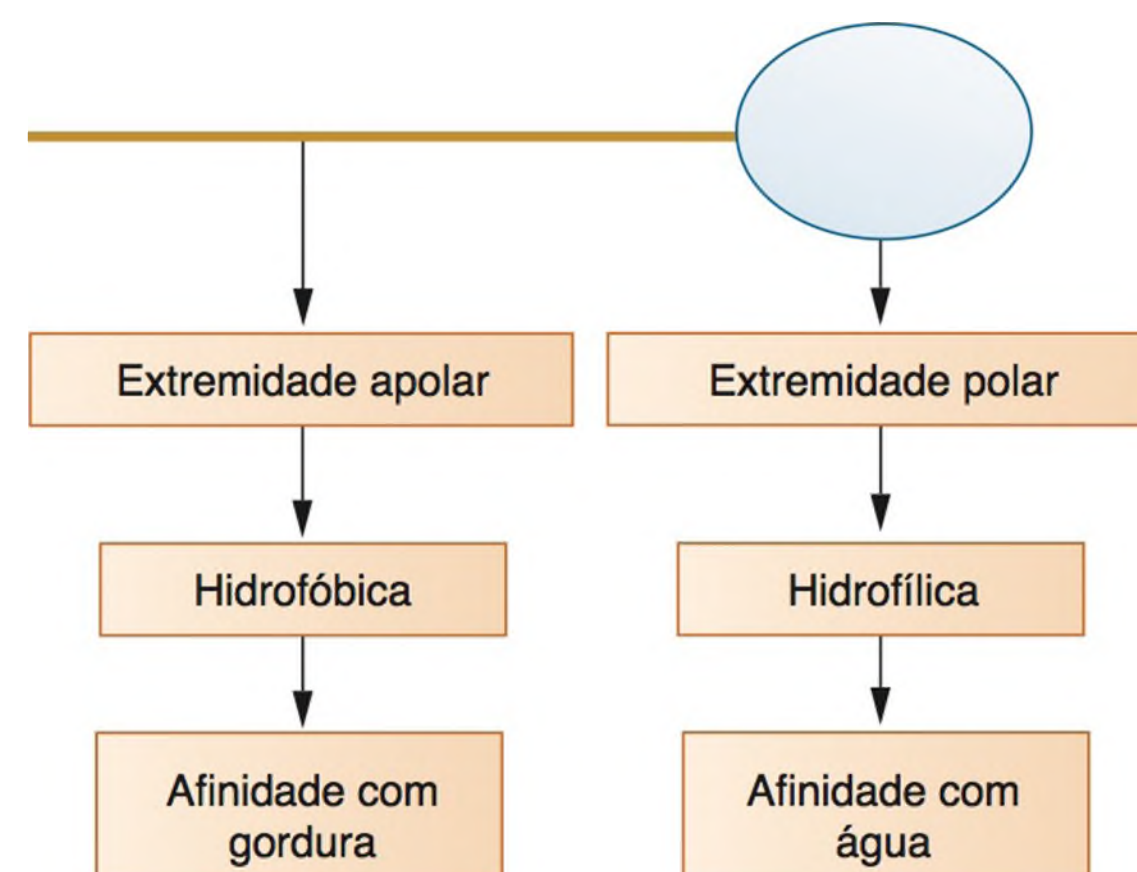 Extremidade apolar
Extremidade polar
Hidrofóbica
Hidrofílica
Afinidade com
gordura
Afinidade com
água